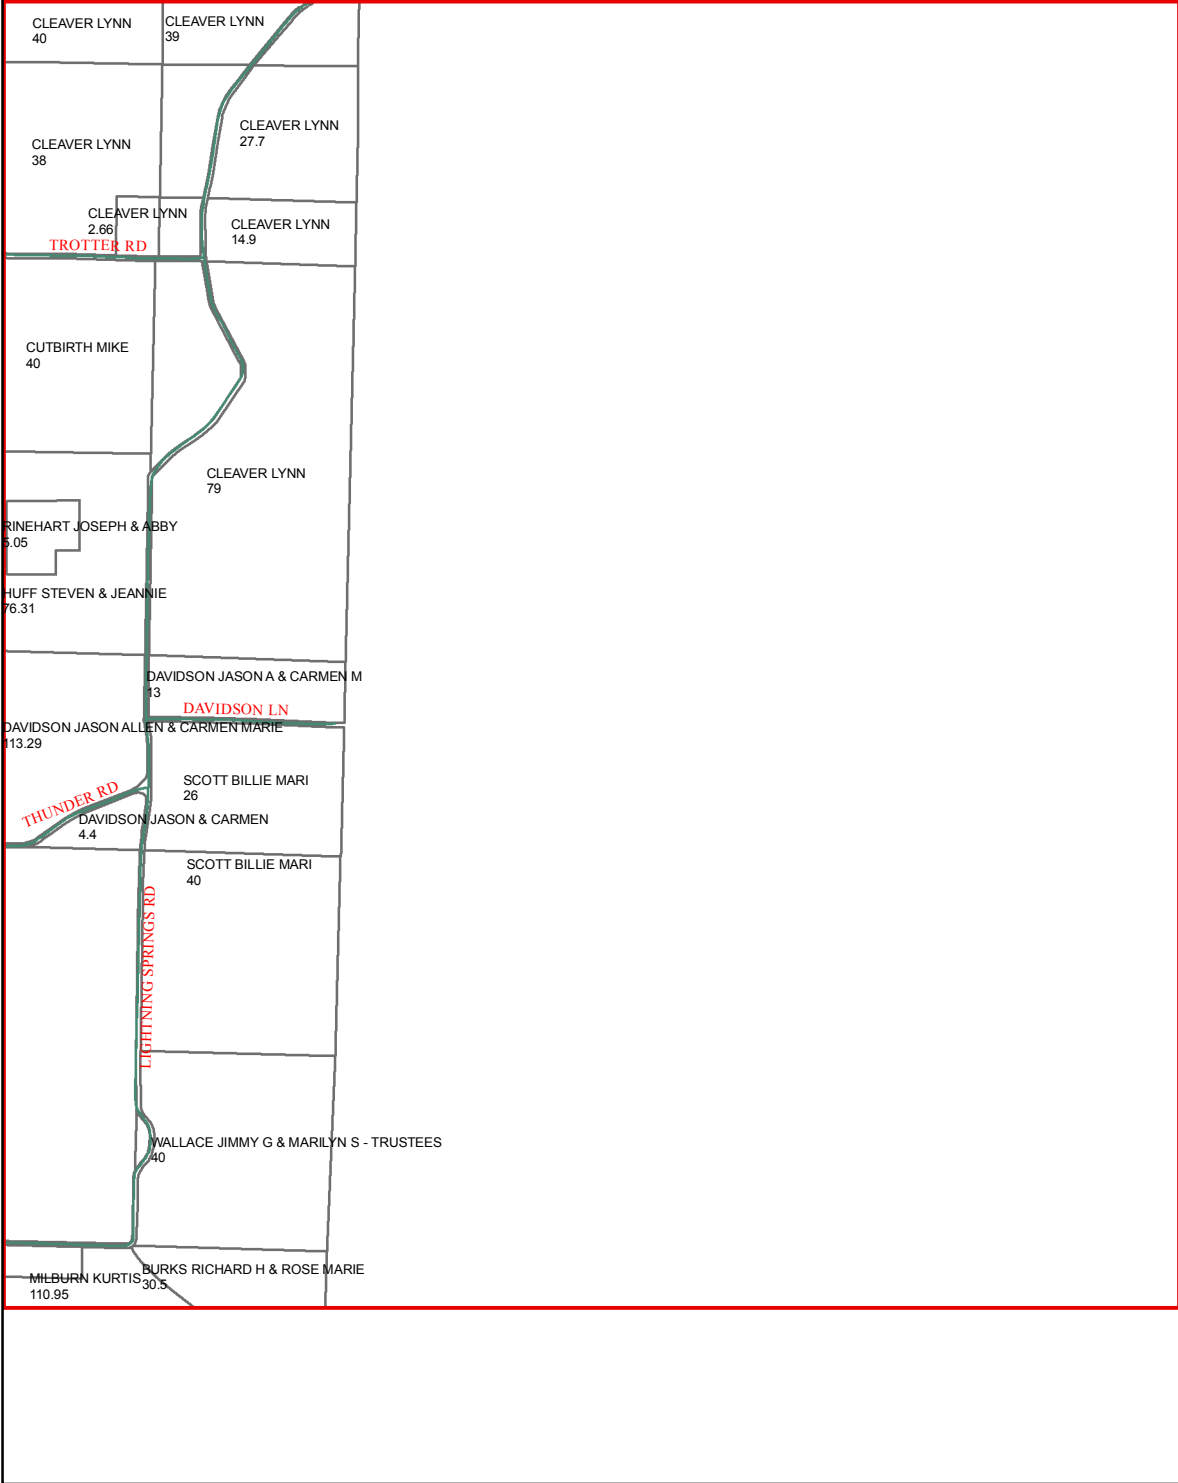 CLEAVER LYNN
40
CLEAVER LYNN
39
CLEAVER LYNN
27.7
CLEAVER LYNN
38
CLEAVER LYNN
2.66
CLEAVER LYNN
14.9
TROTTER RD
CUTBIRTH MIKE
40
CLEAVER LYNN
79
RINEHART JOSEPH & ABBY
5.05
HUFF STEVEN & JEANNIE
76.31
DAVIDSON JASON A & CARMEN M
13
DAVIDSON LN
DAVIDSON JASON ALLEN & CARMEN MARIE
113.29
SCOTT BILLIE MARI
26
THUNDER RD
DAVIDSON JASON & CARMEN
4.4
SCOTT BILLIE MARI
40
LIGHTNING SPRINGS RD
WALLACE JIMMY G & MARILYN S - TRUSTEES
40
BURKS RICHARD H & ROSE MARIE
30.5
MILBURN KURTIS
110.95